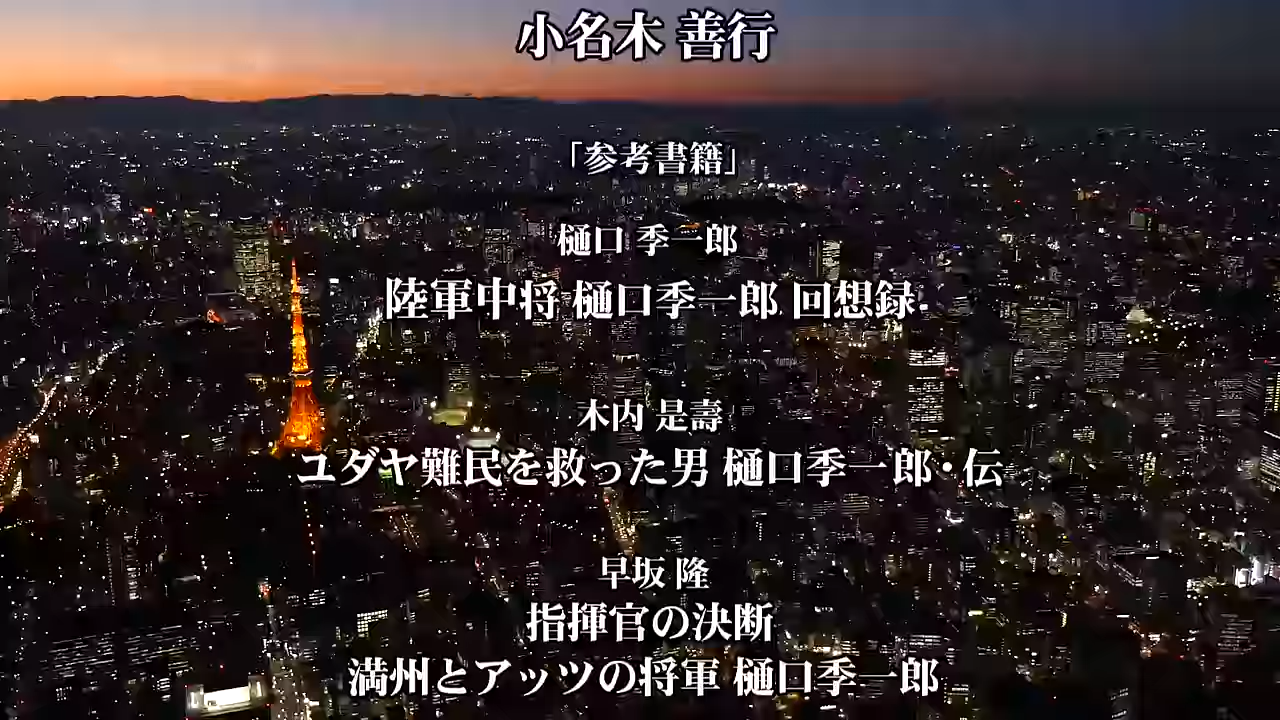 小名木 善行
「参考書籍」
樋口 季一郎
陸軍中将 樋口季一郎 回想録
木内 是壽
ユダヤ難民を救った男 樋口季一郎・伝
早坂 隆
指揮官の決断
満州とアッツの将軍 樋口季一郎